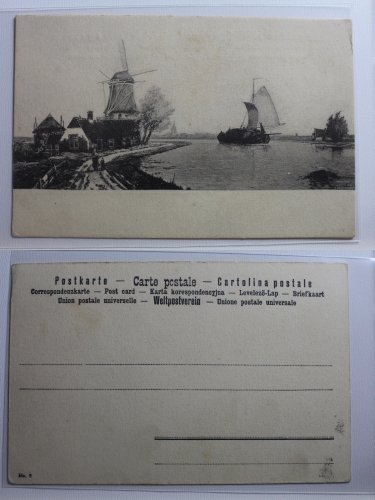 Postkarte — Carte postale — Cartolina postale
Correspondenzkarte — Post card — Karta korespondencyjna — Levelező-Lap — Briefkaart
Union postale universelle — Weltpostverein — Unione postale universale
No. 9